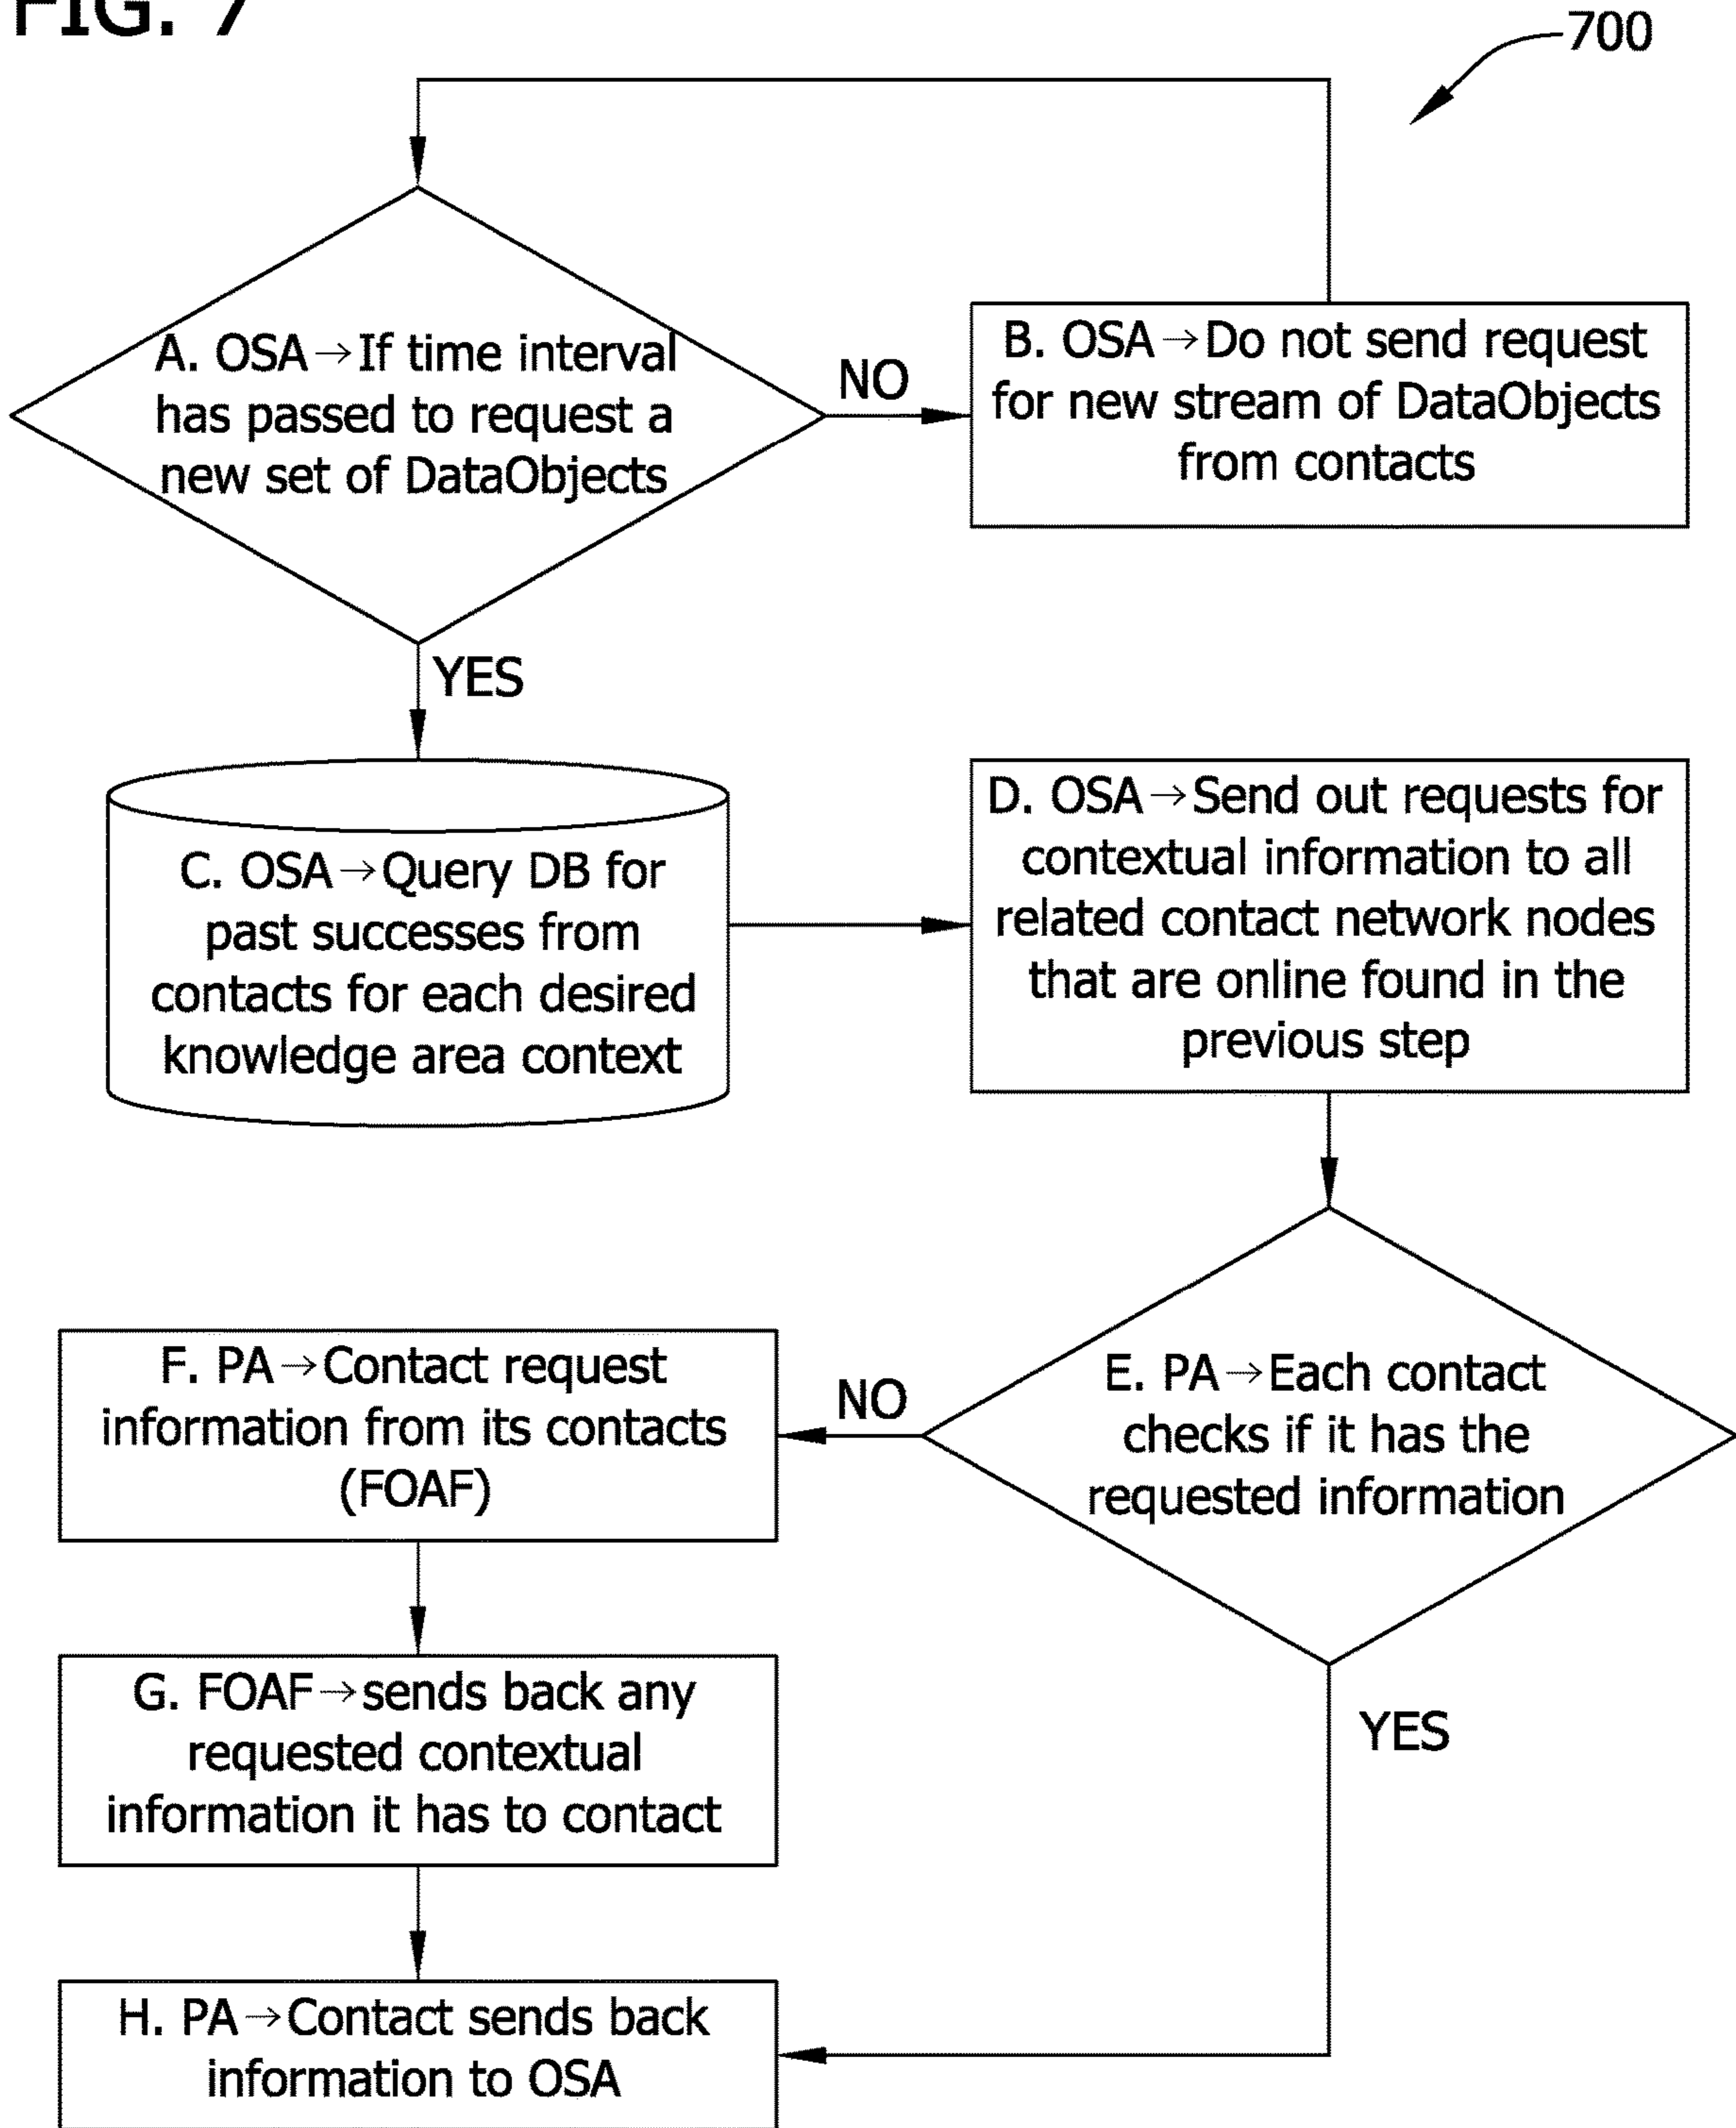 FIG. 7
700
A. OSA→If time interval
has passed to request a
new set of DataObjects
NO
B. OSA→Do not send request
for new stream of DataObjects
from contacts
YES
C. OSA→Query DB for
past successes from
contacts for each desired
knowledge area context
D. OSA→Send out requests for
contextual information to all
related contact network nodes
that are online found in the
previous step
E. PA→Each contact
checks if it has the
requested information
NO
F. PA→Contact request
information from its contacts
(FOAF)
G. FOAF→sends back any
requested contextual
information it has to contact
YES
H. PA→Contact sends back
information to OSA